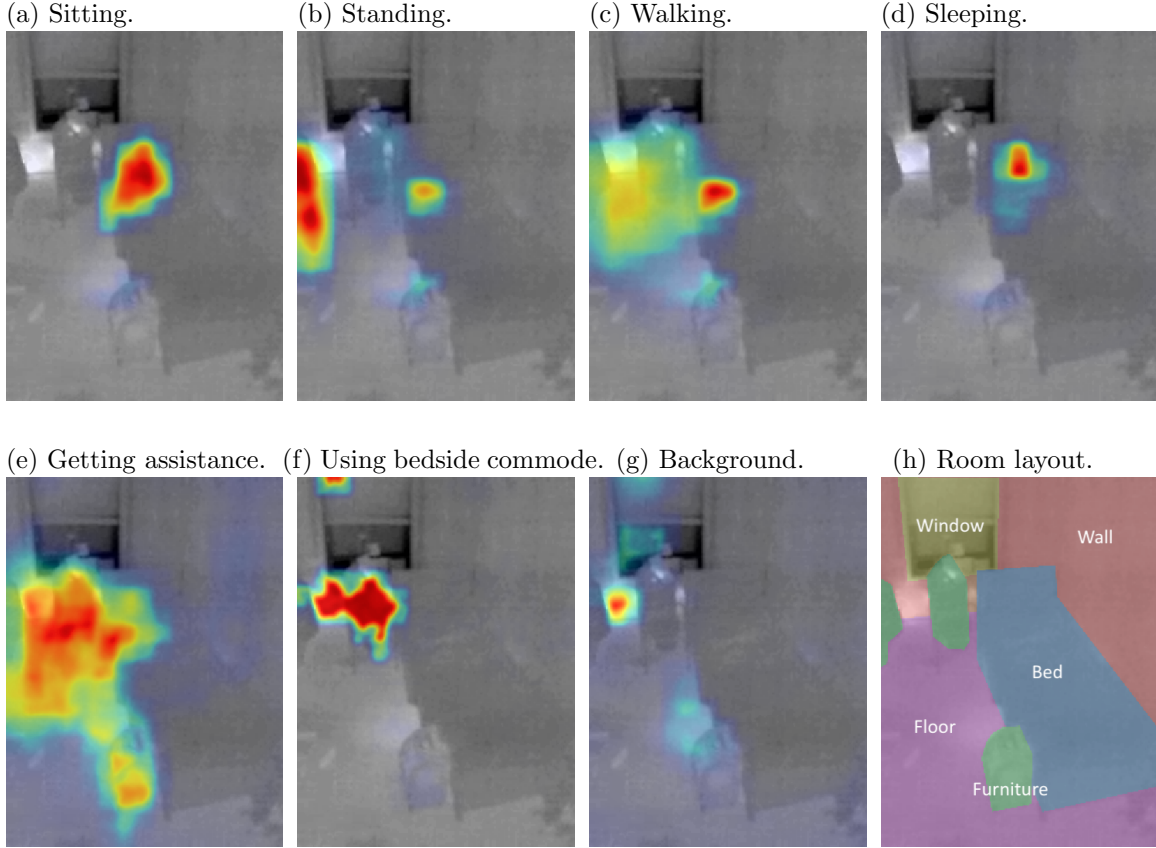 (a) Sitting.
(b) Standing.
(c) Walking.
(d) Sleeping.
(e) Getting assistance.
(f) Using bedside commode.
(g) Background.
(h) Room layout.
Window
Wall
Bed
Floor
Furniture